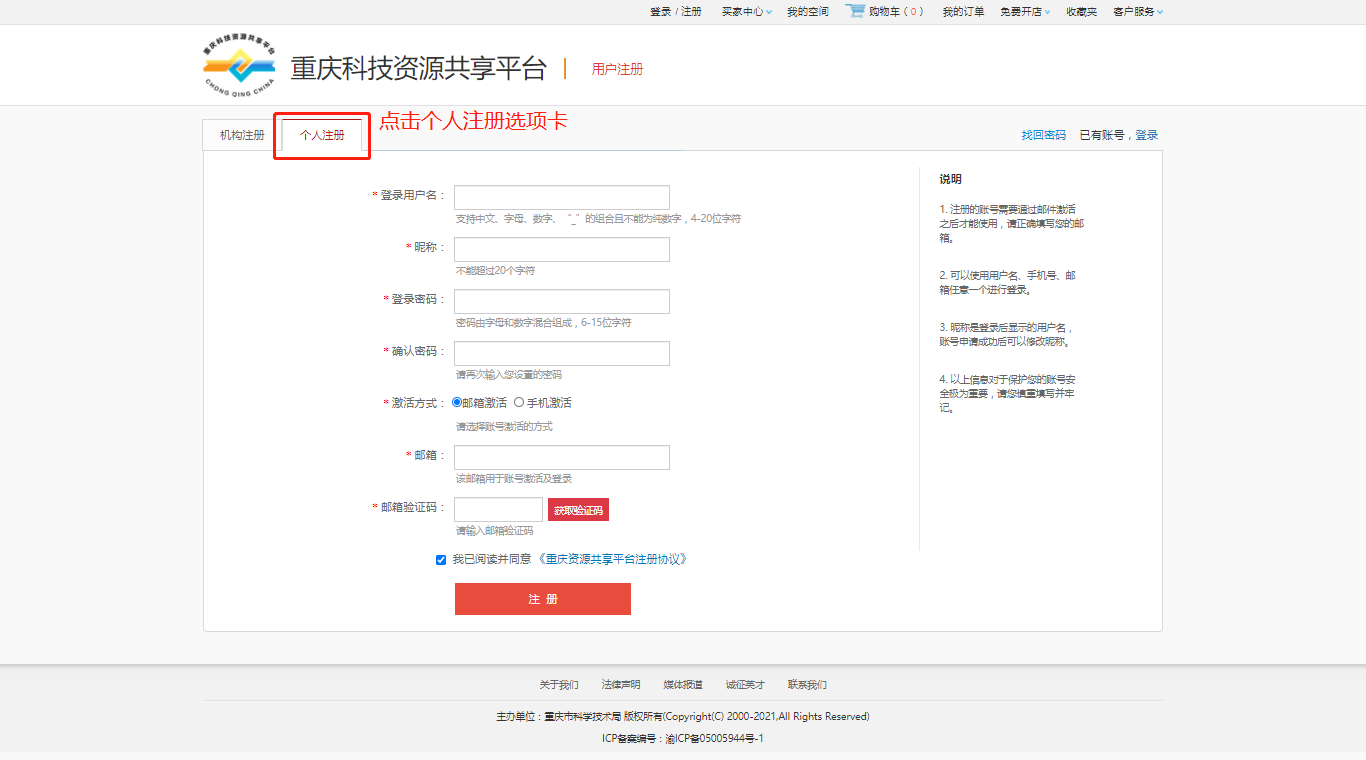 登录 / 注册 买家中心 我的空间 购物车（0） 我的订单 免费开店 收藏夹 客户服务
重庆科技资源共享平台
CHONG QING CHINA
重庆科技资源共享平台 用户注册
点击个人注册选项卡
机构注册 个人注册 找回密码 已有账号，登录
* 登录用户名：
支持中文、字母、数字、“_”的组合且不能为纯数字，4-20位字符
* 昵称：
不能超过20个字符
* 登录密码：
密码由字母和数字混合组成，6-15位字符
* 确认密码：
请再次输入您设置的密码
* 激活方式： 邮箱激活 手机激活
请选择账号激活的方式
* 邮箱：
该邮箱用于账号激活及登录
* 邮箱验证码： 获取验证码
请输入邮箱验证码
我已阅读并同意 《重庆资源共享平台注册协议》
注 册
说明
1. 注册的账号需要通过邮件激活
之后才能使用，请正确填写您的邮
箱。
2. 可以使用用户名、手机号、邮
箱任意一个进行登录。
3. 昵称是登录后显示的用户名，
账号申请成功后可以修改昵称。
4. 以上信息对于保护您的账号安
全极为重要，请您慎重填写并牢
记。
关于我们 法律声明 媒体报道 诚征英才 联系我们
主办单位：重庆市科学技术局 版权所有(Copyright(C) 2000-2021,All Rights Reserved)
ICP备案编号：渝ICP备05005944号-1